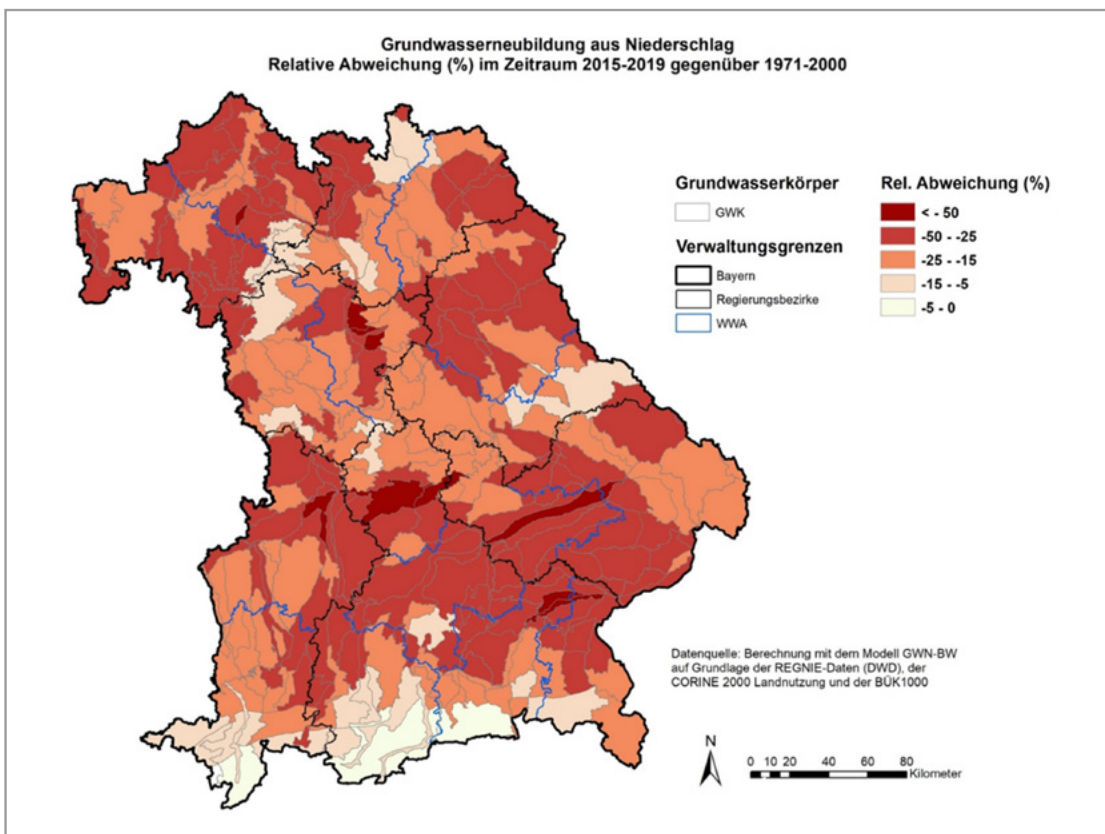 Grundwasserneubildung aus Niederschlag
Relative Abweichung (%) im Zeitraum 2015-2019 gegenüber 1971-2000
Grundwasserkörper
GWK
Verwaltungsgrenzen
Bayern
Regierungsbezirke
WWA
Rel. Abweichung (%)
< - 50
-50 - -25
-25 - -15
-15 - -5
-5 - 0
Datenquelle: Berechnung mit dem Modell GWN-BW
auf Grundlage der REGNIE-Daten (DWD), der
CORINE 2000 Landnutzung und der BÜK1000
N
0 10 20 40 60 80
Kilometer